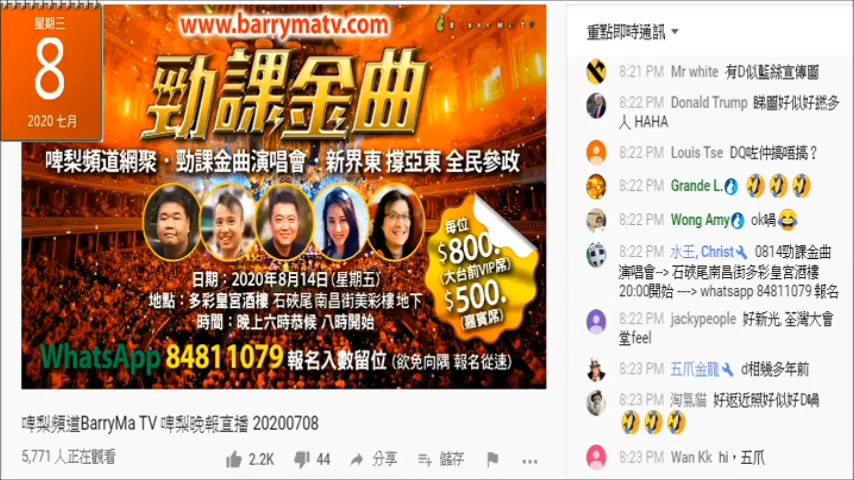 星期三
8
2020 七月
www.barrymatv.com
BarryMaTV
勁課金曲
啤梨頻道網聚・勁課金曲演唱會・新界東 撐亞東 全民參政
每位
$800.
(大台前VIP席)
$500.
(嘉賓席)
日期：2020年8月14日(星期五)
地點：多彩皇宮酒樓 石硤尾 南昌街美彩樓 地下
時間：晚上六時恭候 八時開始
WhatsApp 84811079 報名入數留位 (欲免向隅 報名從速)
啤梨頻道BarryMa TV 啤梨晚報直播 20200708
5,771 人正在觀看
2.2K
44
分享
儲存
重點即時通訊
8:21 PM Mr white 有D似藍絲宣傳圖
8:22 PM Donald Trump 睇圖好似好撚多
人 HAHA
8:22 PM Louis Tse DQ咗仲搞唔搞？
8:22 PM Grande L. 🤣🤣🤣
8:22 PM Wong Amy ok喎😂
8:22 PM 水王, Christ 0814勁課金曲
演唱會--> 石硤尾南昌街多彩皇宮酒樓
20:00開始 ----> whatsapp 84811079 報名
8:22 PM jackypeople 好新光, 荃灣大會
堂feel
8:23 PM 五爪金龍 d相幾多年前
8:23 PM 淘氣貓 好返近照好似好D喎
🤣🤣🤣
8:23 PM Wan Kk hi，五爪